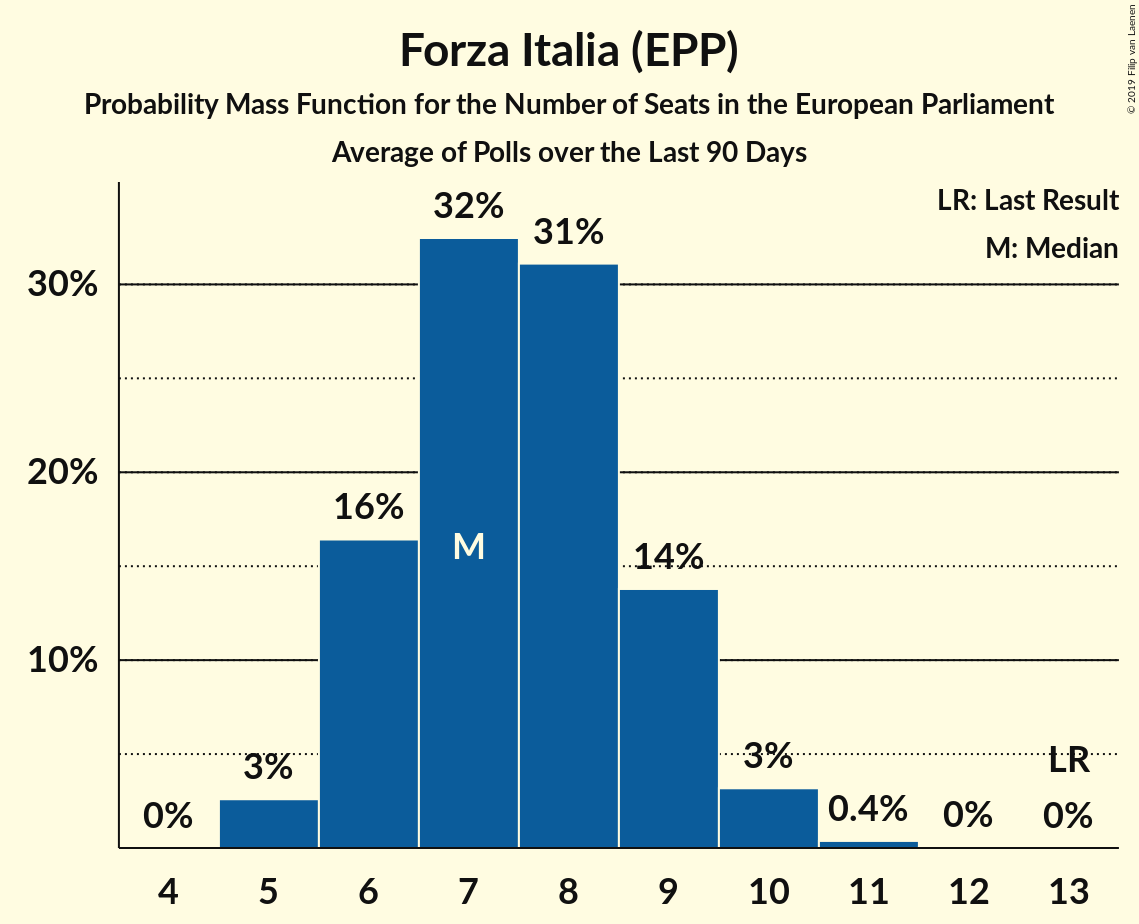 Forza Italia (EPP)
Probability Mass Function for the Number of Seats in the European Parliament
Average of Polls over the Last 90 Days
© 2019 Filip van Laenen
LR: Last Result
M: Median
32%
31%
30%
20%
16%
M
14%
10%
3%
3%
LR
0%
0.4%
0%
0%
4 5 6 7 8 9 10 11 12 13